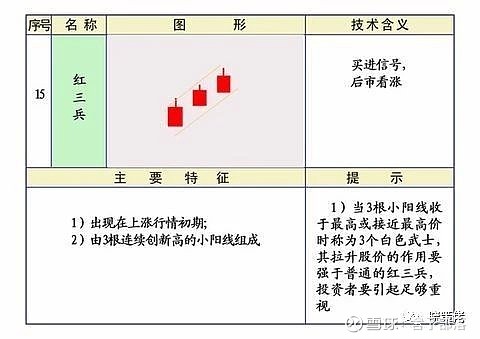 序号 名称 图形 技术含义
15
红
三
兵
买进信号,
后市看涨
主要特征 提示
1）出现在上涨行情初期;
2）由3根连续创新高的小阳线组成
1）当3根小阳线收
于最高或接近最高价
时称为3个白色武士，
其拉升股价的作用要
强于普通的红三兵，
投资者要引起足够重
视
雪球